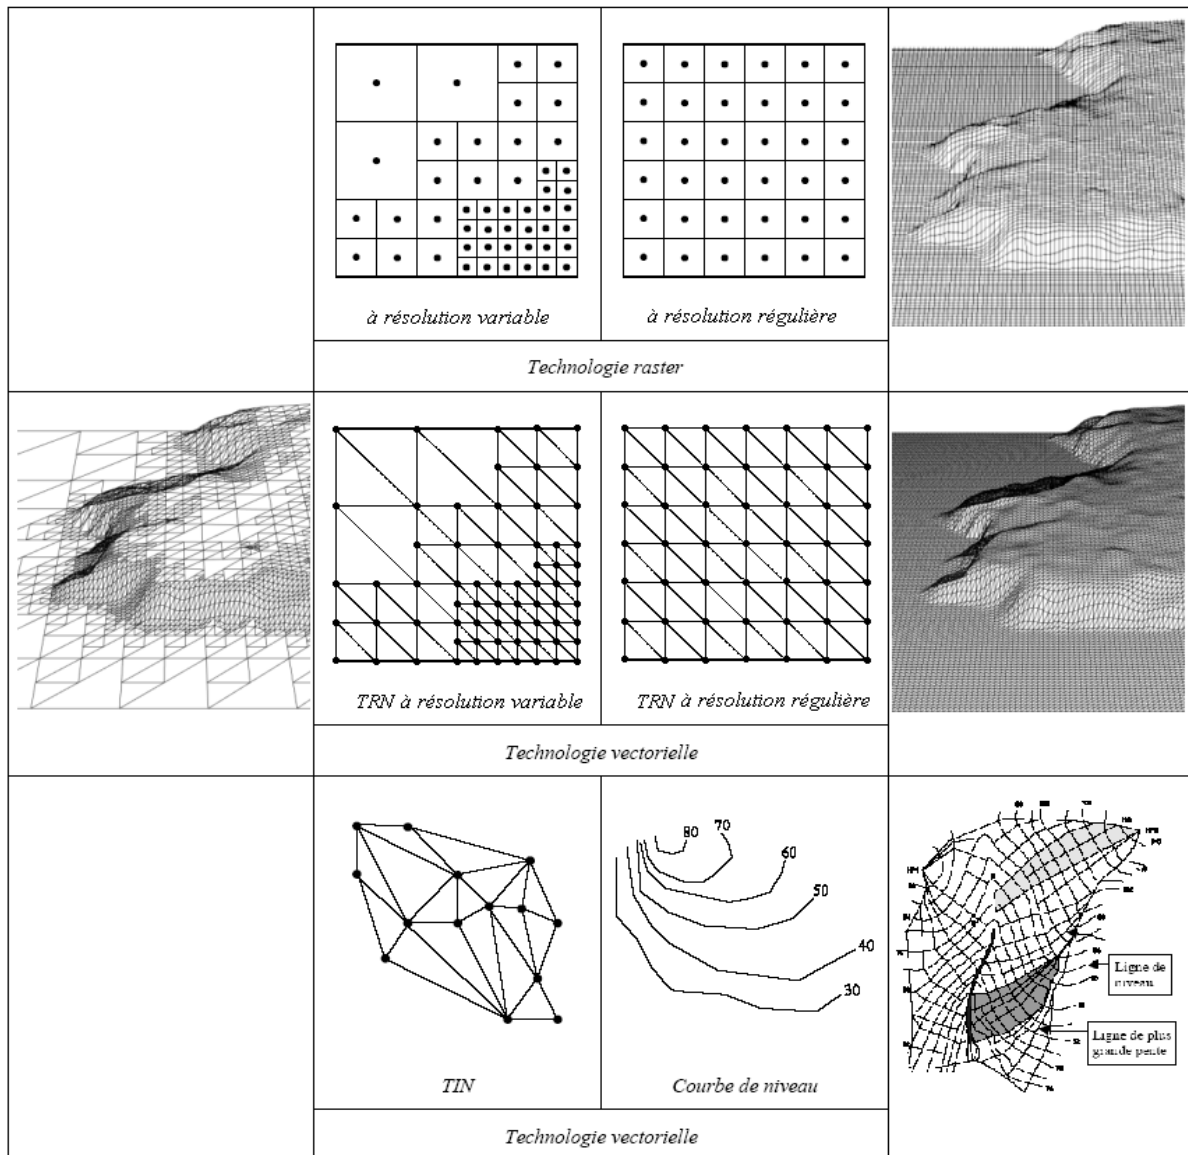 à résolution variable
à résolution régulière
Technologie raster
TRN à résolution variable
TRN à résolution régulière
Technologie vectorielle
80
70
60
50
40
30
Ligne de
niveau
Ligne de plus
grande pente
TIN
Courbe de niveau
Technologie vectorielle